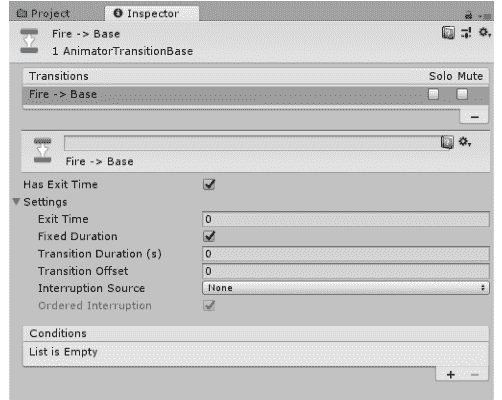 Project Inspector
Fire -> Base
1 AnimatorTransitionBase
Transitions Solo Mute
Fire -> Base
Fire -> Base
Has Exit Time
Settings
Exit Time 0
Fixed Duration
Transition Duration (s) 0
Transition Offset 0
Interruption Source None
Ordered Interruption
Conditions
List is Empty